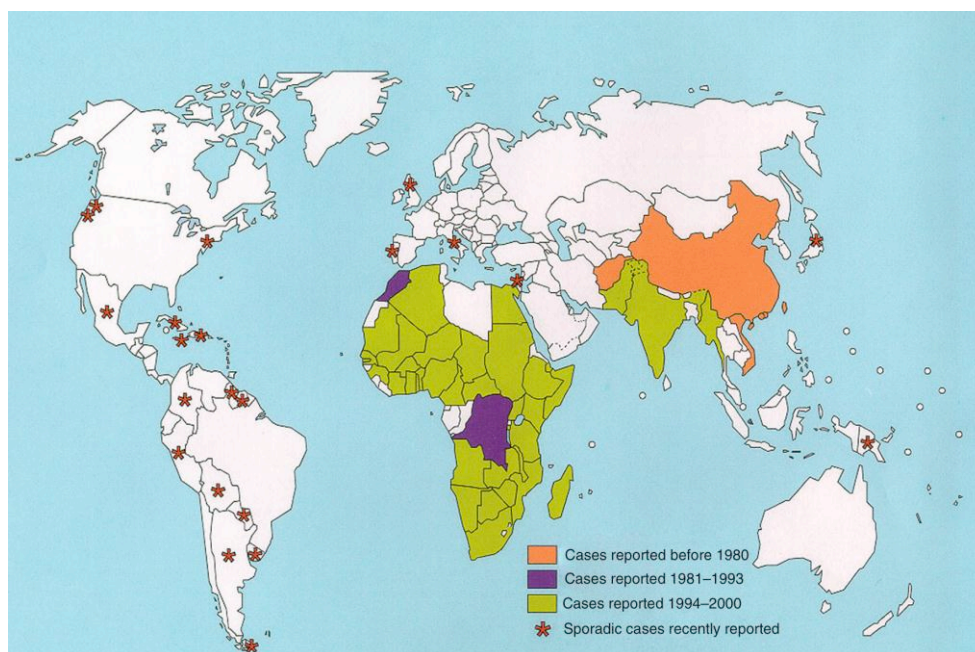 Cases reported before 1980
Cases reported 1981–1993
Cases reported 1994–2000
Sporadic cases recently reported